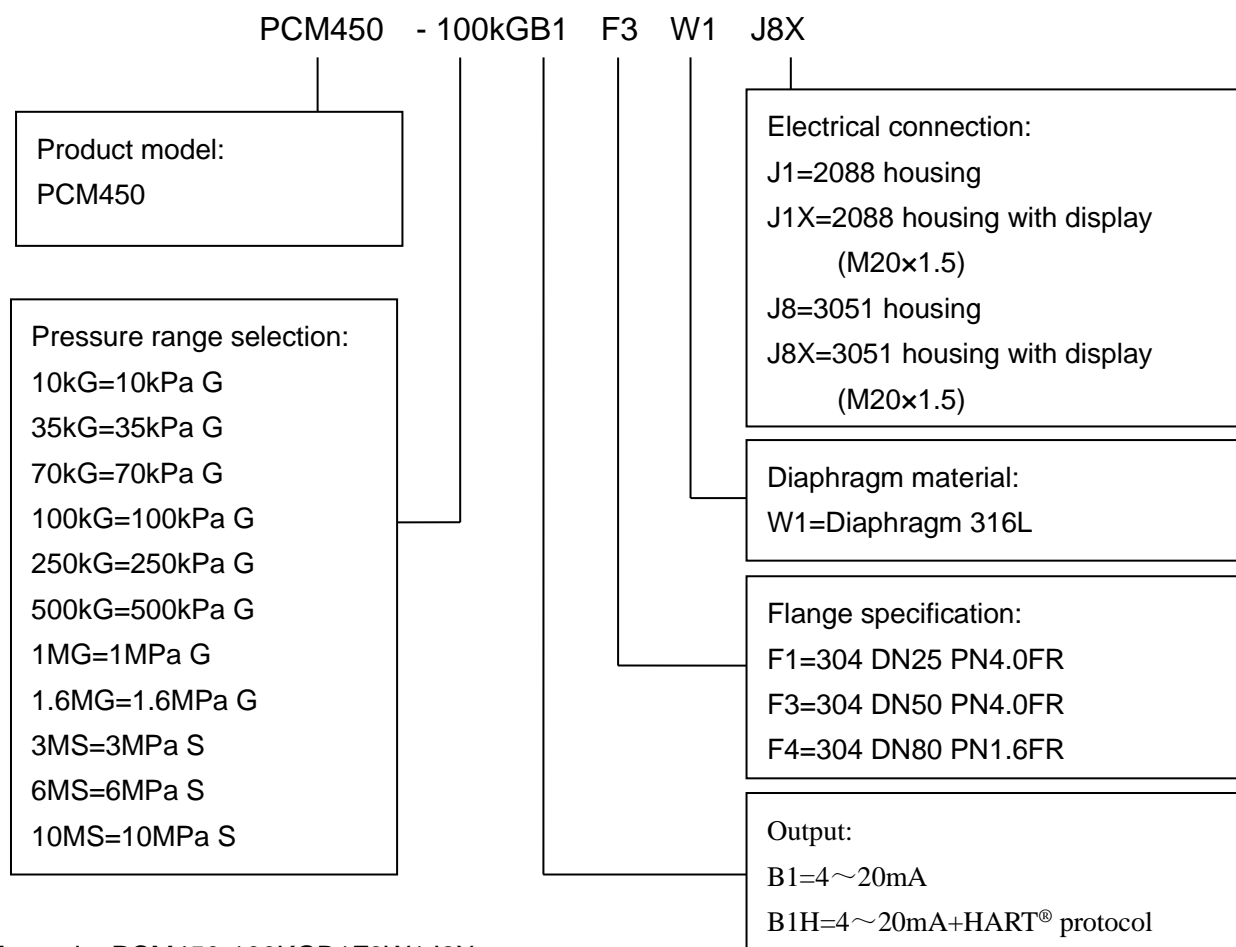 PCM450 - 100kGB1 F3 W1 J8X
Product model:
PCM450
Pressure range selection:
10kG=10kPa G
35kG=35kPa G
70kG=70kPa G
100kG=100kPa G
250kG=250kPa G
500kG=500kPa G
1MG=1MPa G
1.6MG=1.6MPa G
3MS=3MPa S
6MS=6MPa S
10MS=10MPa S
Electrical connection:
J1=2088 housing
J1X=2088 housing with display
(M20×1.5)
J8=3051 housing
J8X=3051 housing with display
(M20×1.5)
Diaphragm material:
W1=Diaphragm 316L
Flange specification:
F1=304 DN25 PN4.0FR
F3=304 DN50 PN4.0FR
F4=304 DN80 PN1.6FR
Output:
B1=4~20mA
B1H=4~20mA+HART® protocol